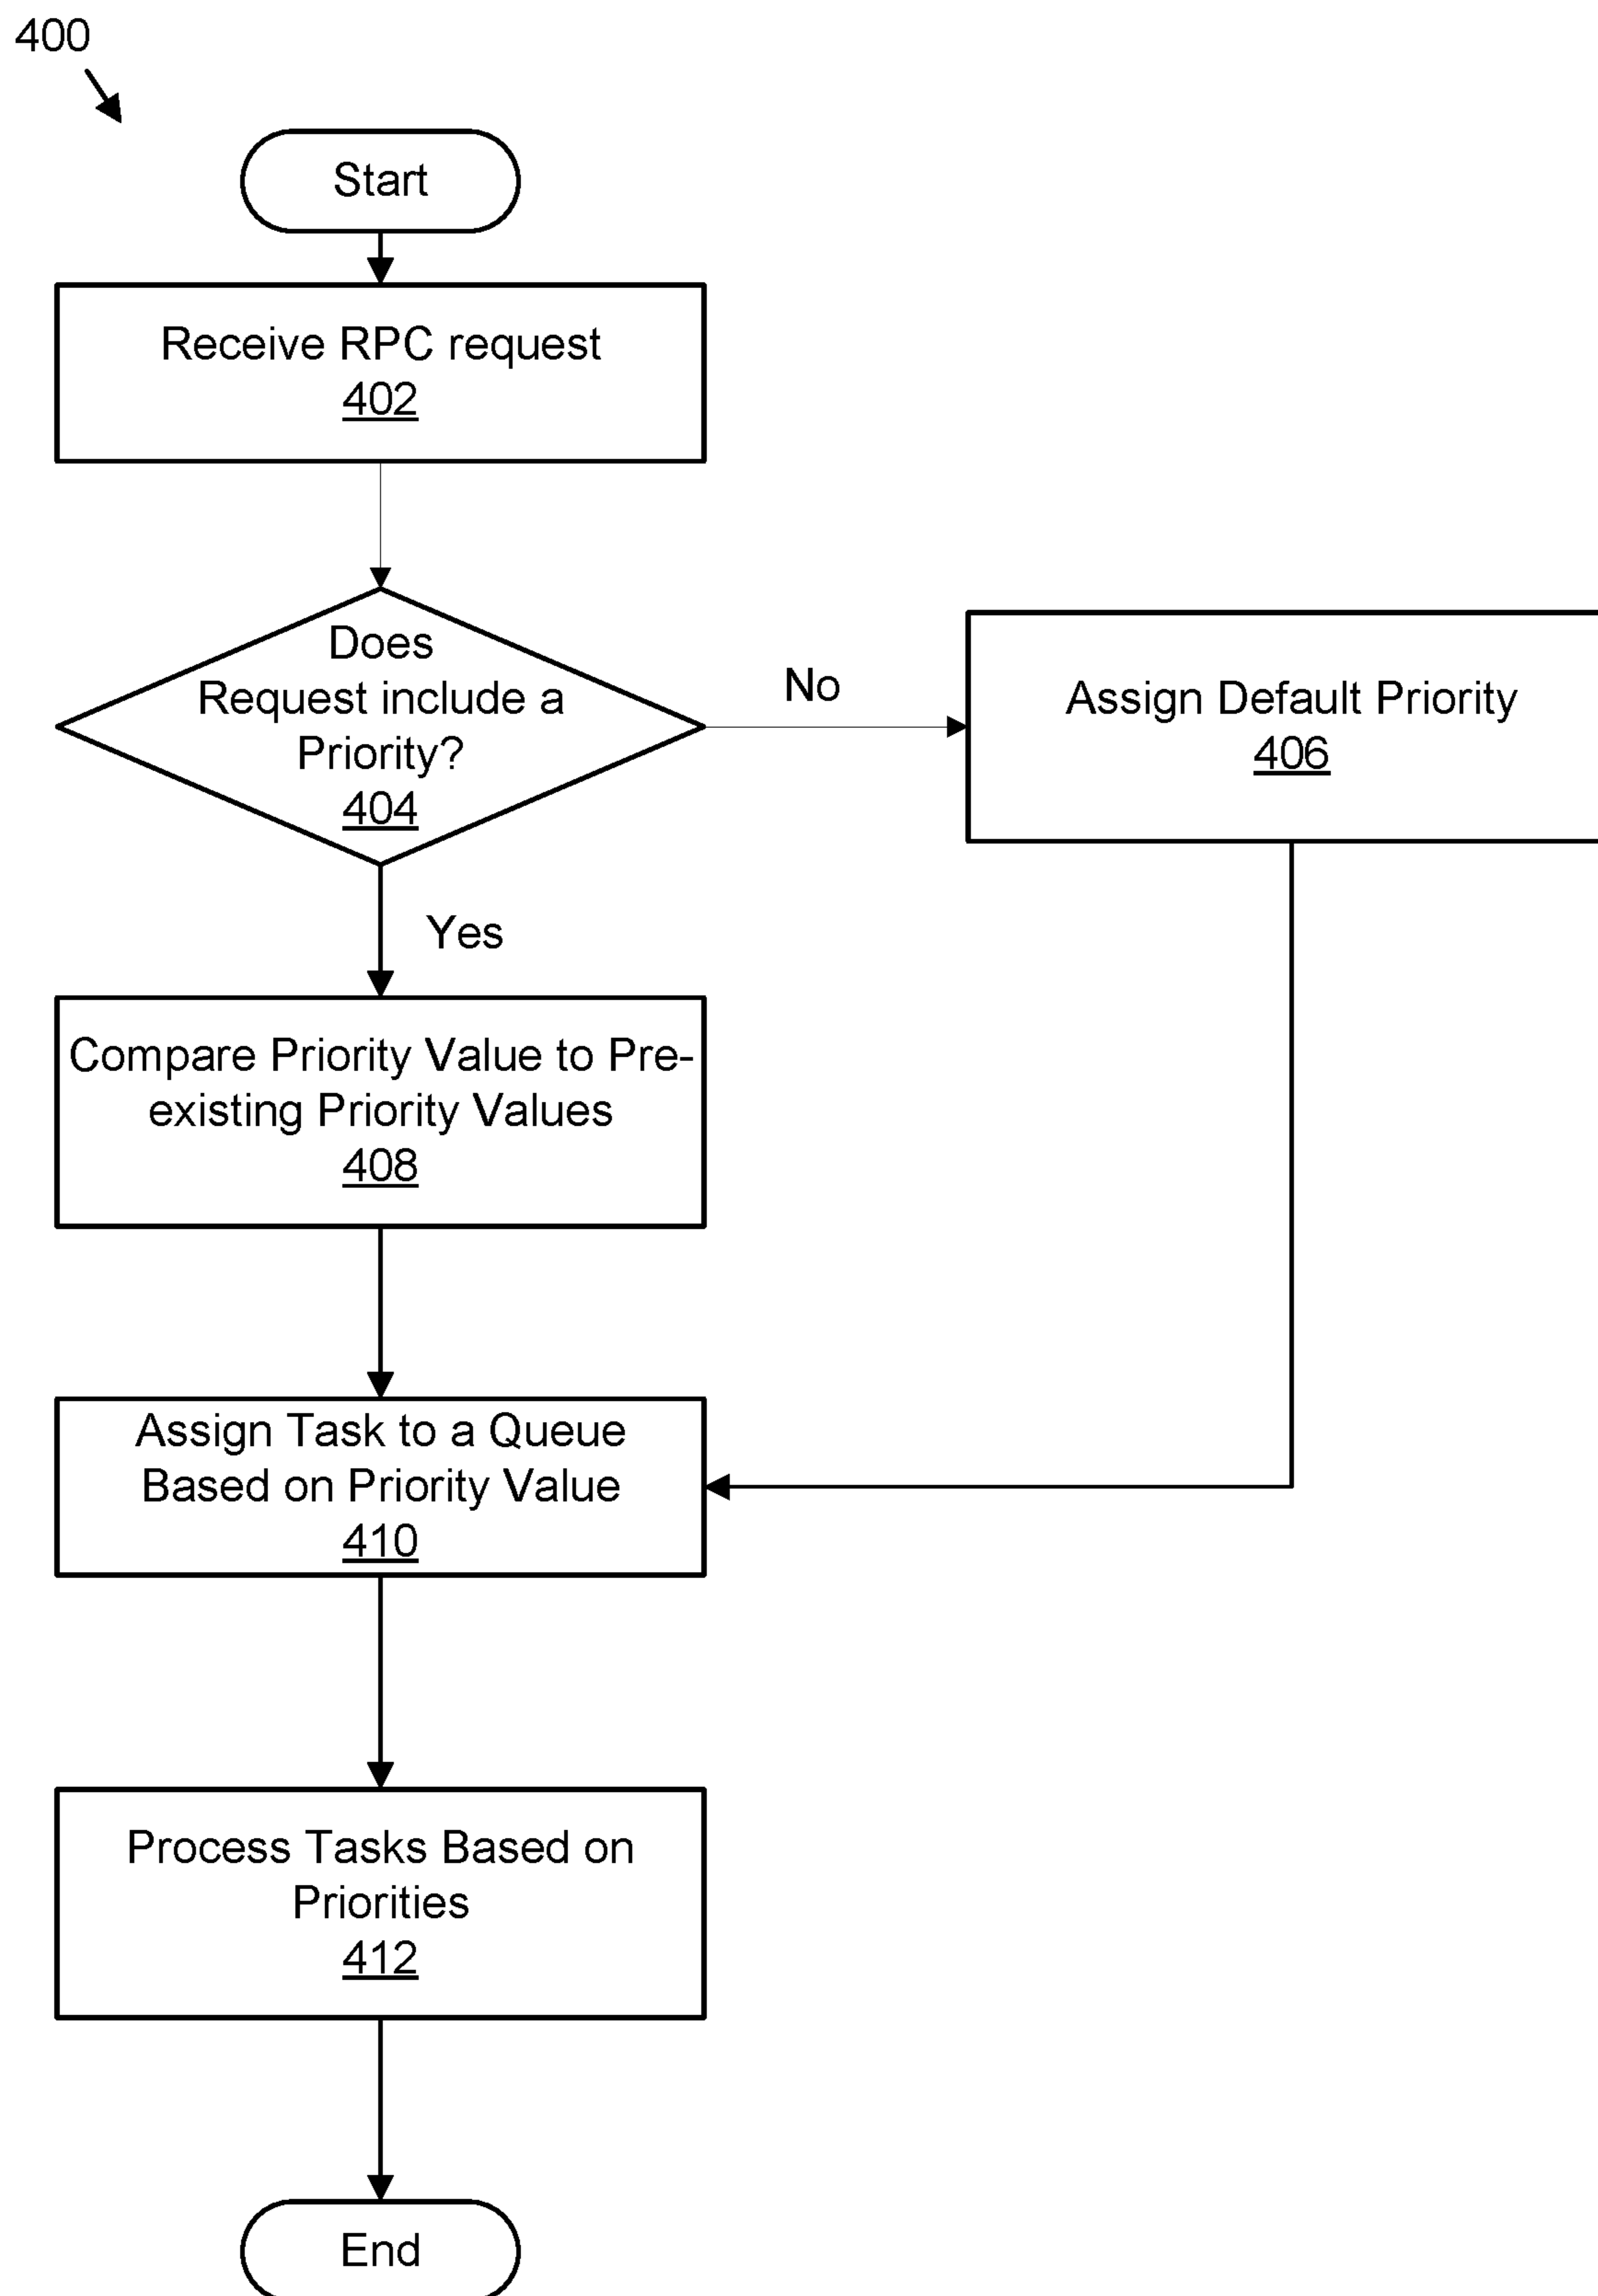 400
Start
Receive RPC request
402
Does
Request include a
Priority?
404
No
Assign Default Priority
406
Yes
Compare Priority Value to Pre-
existing Priority Values
408
Assign Task to a Queue
Based on Priority Value
410
Process Tasks Based on
Priorities
412
End